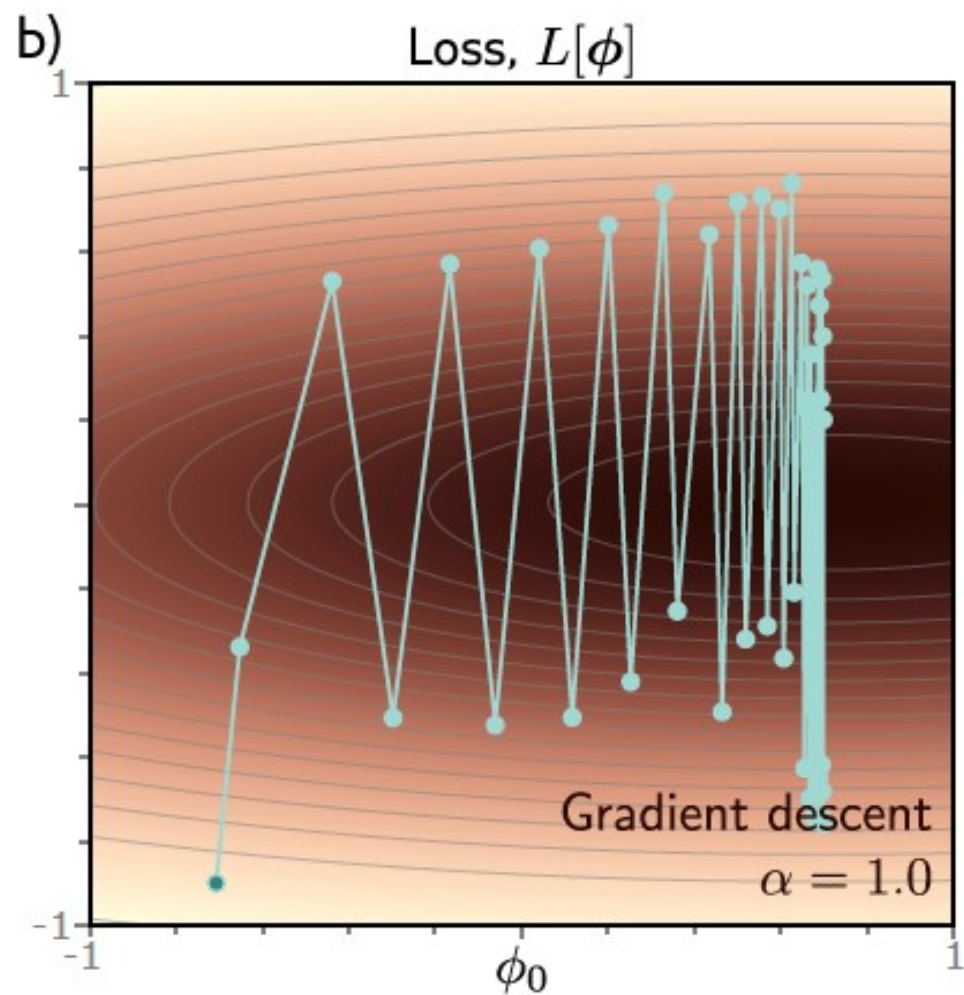 b)
Loss, L[ϕ]
1
-1
-1
ϕ₀
1
Gradient descent
α = 1.0